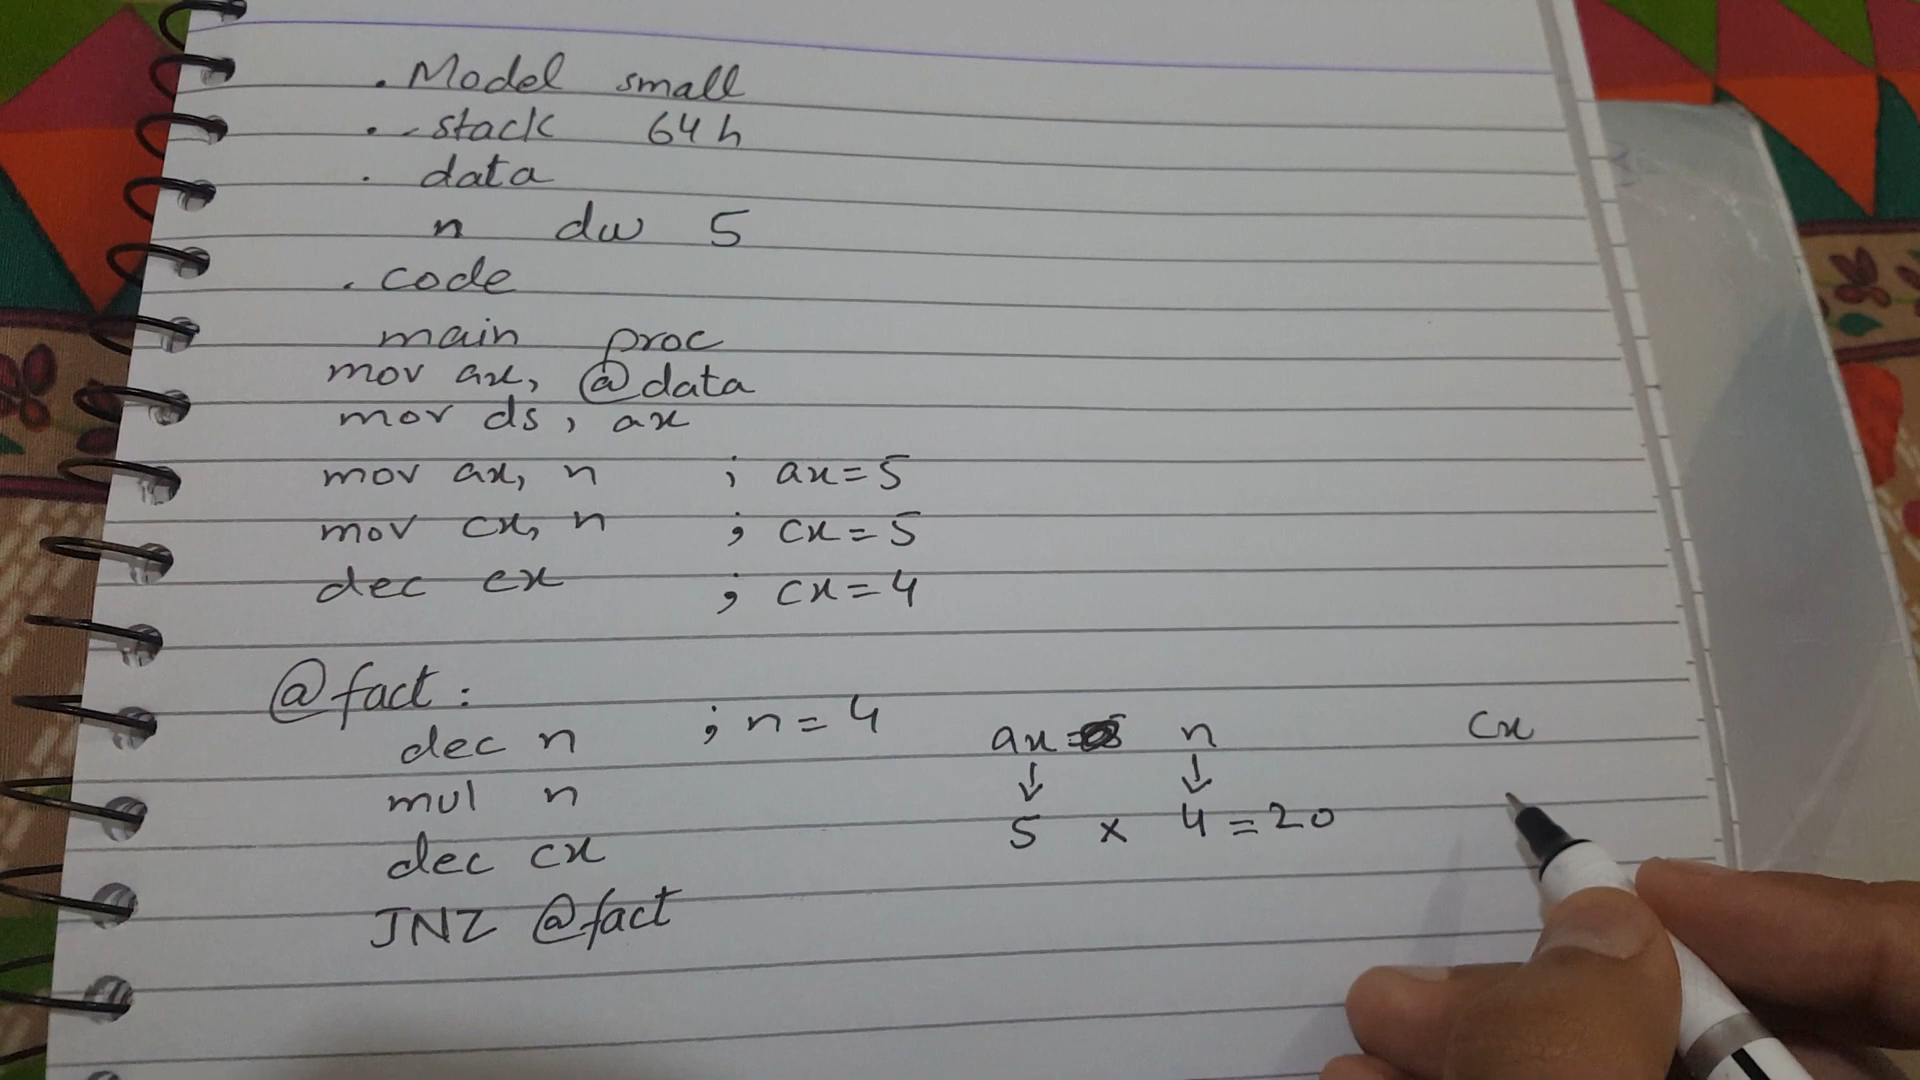 .Model small
.stack 64h
. data
n dw 5
.code
main proc
mov ax, @data
mov ds, ax
mov ax, n ; ax=5
mov cx, n ; cx=5
dec cx ; cx=4
@fact:
dec n ; n=4
mul n
dec cx
JNZ @fact
ax n cx
↓ ↓
5 x 4 = 20